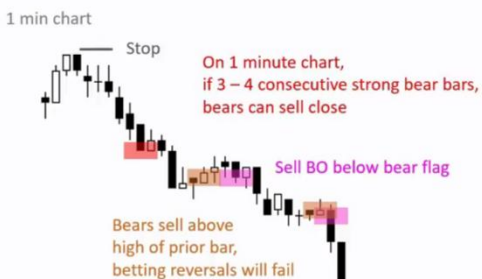 1 min chart
Stop
On 1 minute chart,
if 3 – 4 consecutive strong bear bars,
bears can sell close
Sell BO below bear flag
Bears sell above
high of prior bar,
betting reversals will fail